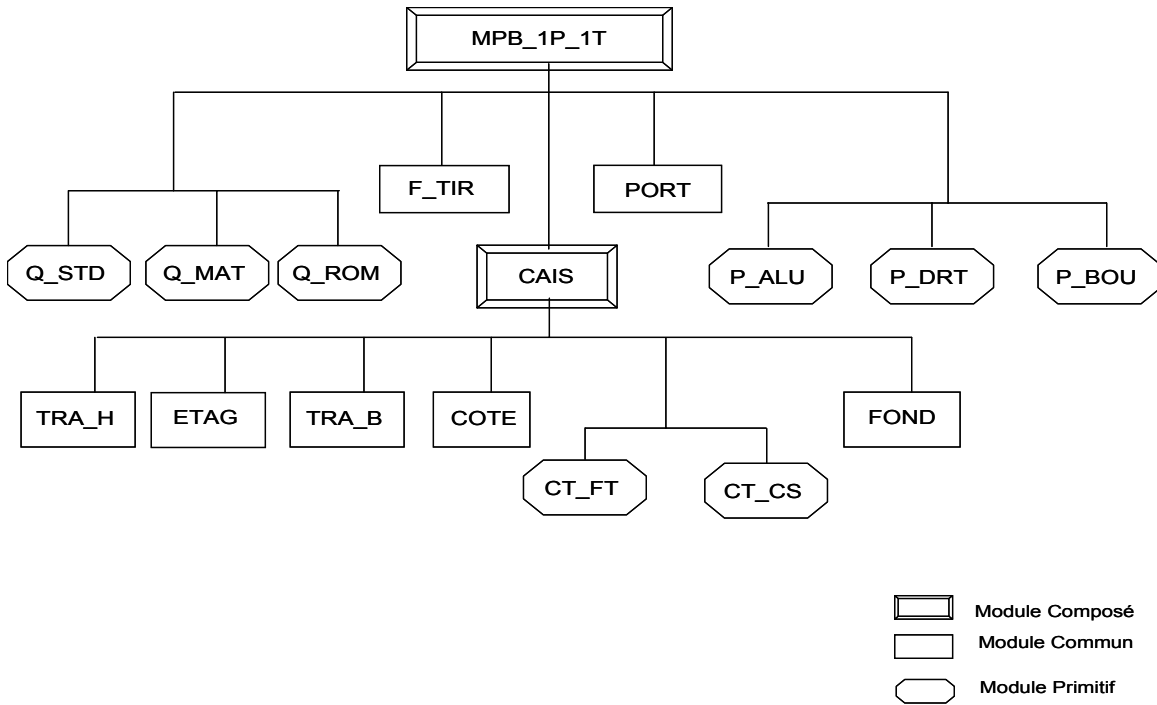 MPB_1P_1T
F_TIR
PORT
Q_STD
Q_MAT
Q_ROM
CAIS
P_ALU
P_DRT
P_BOU
TRA_H
ETAG
TRA_B
COTE
FOND
CT_FT
CT_CS
Module Composé
Module Commun
Module Primitif